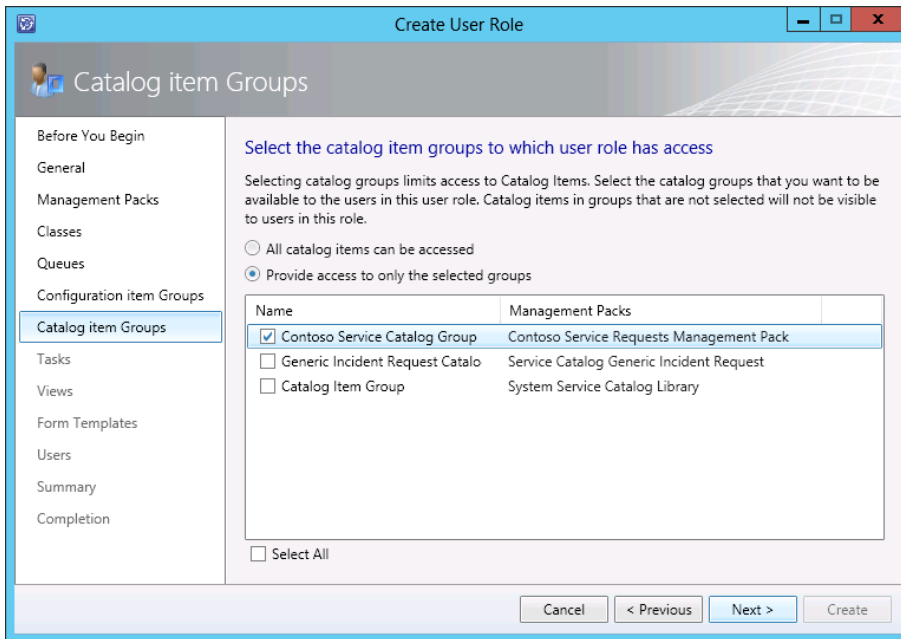 Create User Role
Catalog item Groups
Before You Begin
General
Management Packs
Classes
Queues
Configuration item Groups
Catalog item Groups
Tasks
Views
Form Templates
Users
Summary
Completion
Select the catalog item groups to which user role has access
Selecting catalog groups limits access to Catalog Items. Select the catalog groups that you want to be
available to the users in this user role. Catalog items in groups that are not selected will not be visible
to users in this role.
All catalog items can be accessed
Provide access to only the selected groups
Name Management Packs
Contoso Service Catalog Group Contoso Service Requests Management Pack
Generic Incident Request Catalo Service Catalog Generic Incident Request
Catalog Item Group System Service Catalog Library
Select All
Cancel < Previous Next > Create